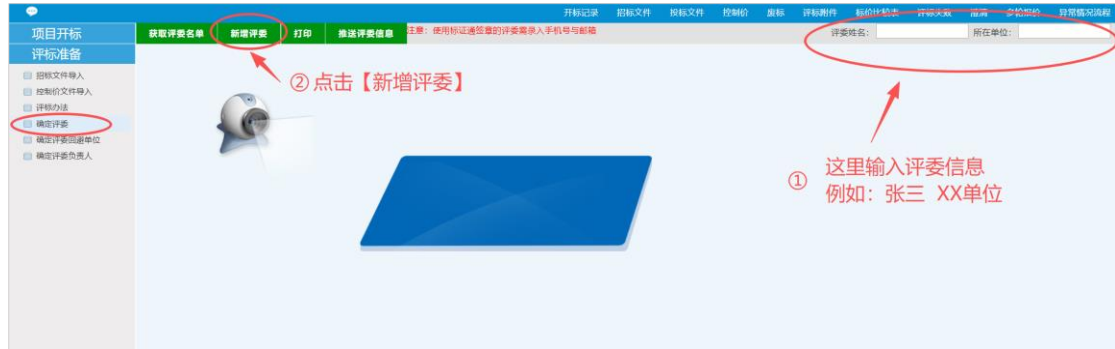 开标记录 招标文件 投标文件 控制价 废标 评标附件 标价比较表 评标失败 措漏 多轮报价 异常情况流程
项目开标
获取评委名单 新增评委 打印 推送评委信息 注意：使用标证通签章的评委需录入手机号与邮箱 评委姓名： 所在单位：
评标准备
招标文件导入
控制价文件导入
评标办法
确定评委
确定评委回避单位
确定评委负责人
②点击【新增评委】
① 这里输入评委信息
例如：张三 XX单位